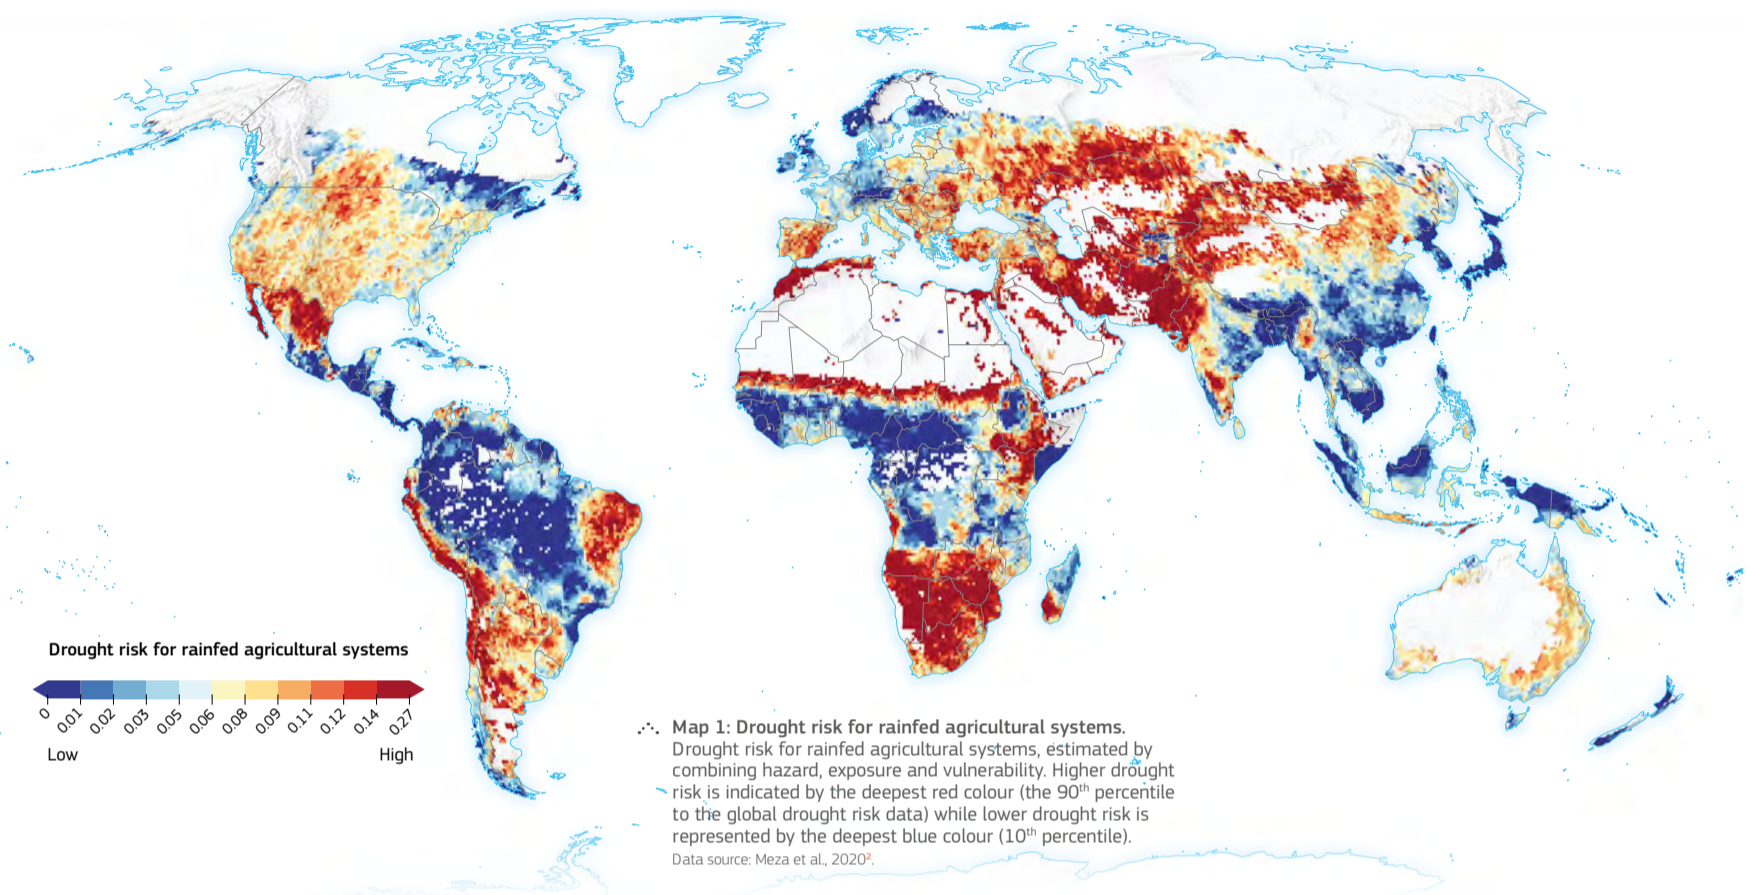 Drought risk for rainfed agricultural systems
0 0.01 0.02 0.03 0.05 0.06 0.08 0.09 0.11 0.12 0.14 0.27
Low High
Map 1: Drought risk for rainfed agricultural systems.
Drought risk for rainfed agricultural systems, estimated by
combining hazard, exposure and vulnerability. Higher drought
risk is indicated by the deepest red colour (the 90th percentile
to the global drought risk data) while lower drought risk is
represented by the deepest blue colour (10th percentile).
Data source: Meza et al., 2020².